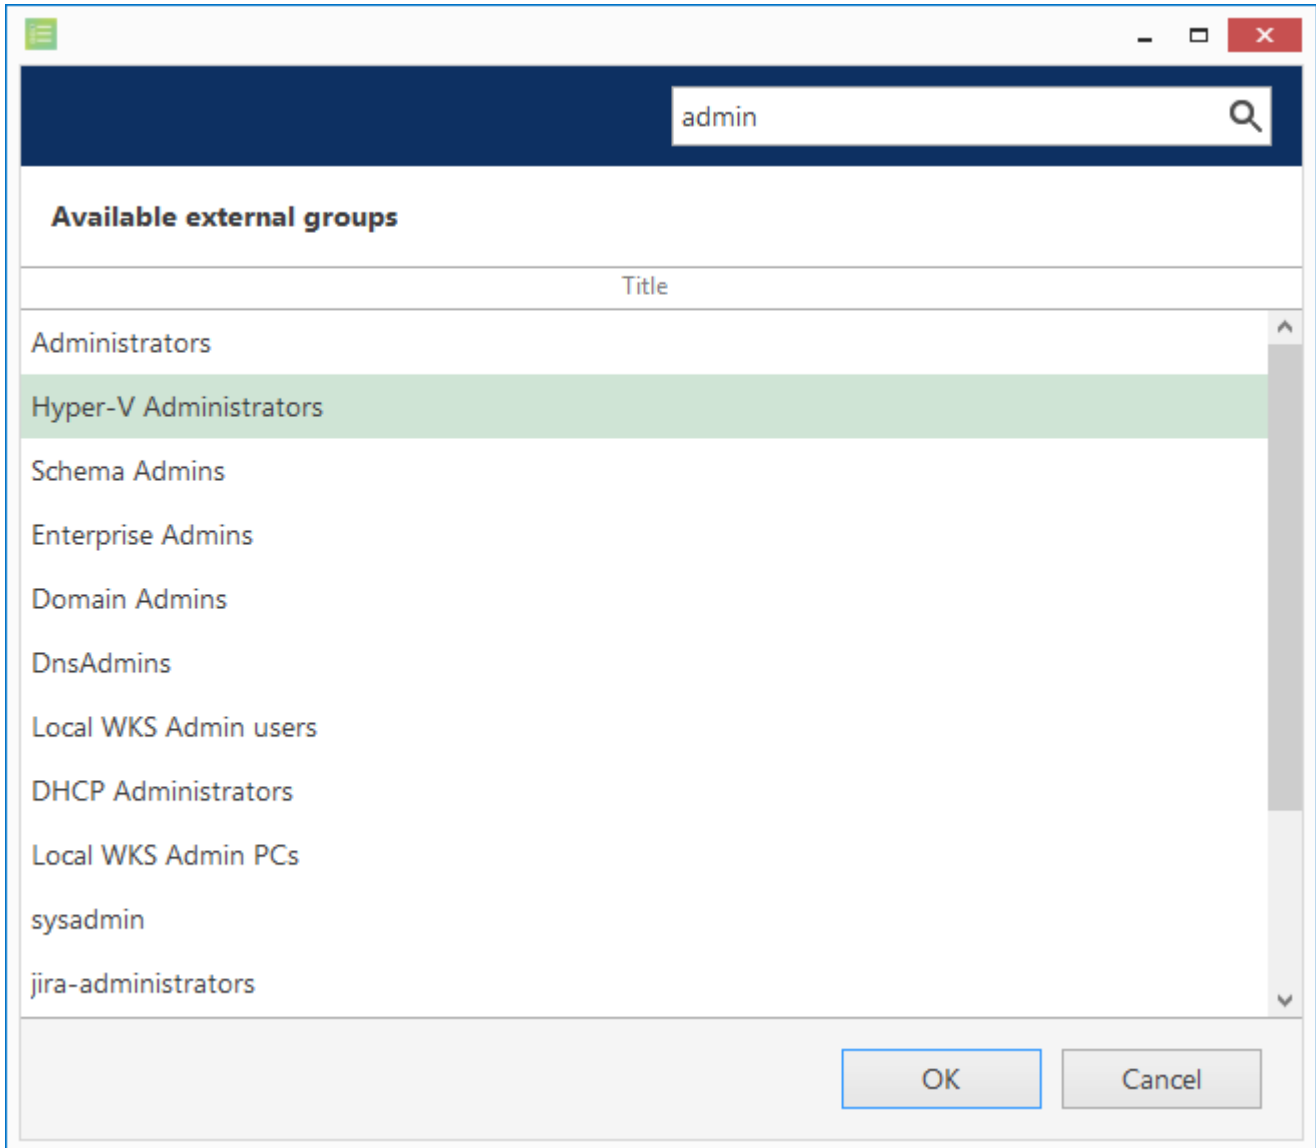 admin
Available external groups
Title
Administrators
Hyper-V Administrators
Schema Admins
Enterprise Admins
Domain Admins
DnsAdmins
Local WKS Admin users
DHCP Administrators
Local WKS Admin PCs
sysadmin
jira-administrators
OK Cancel